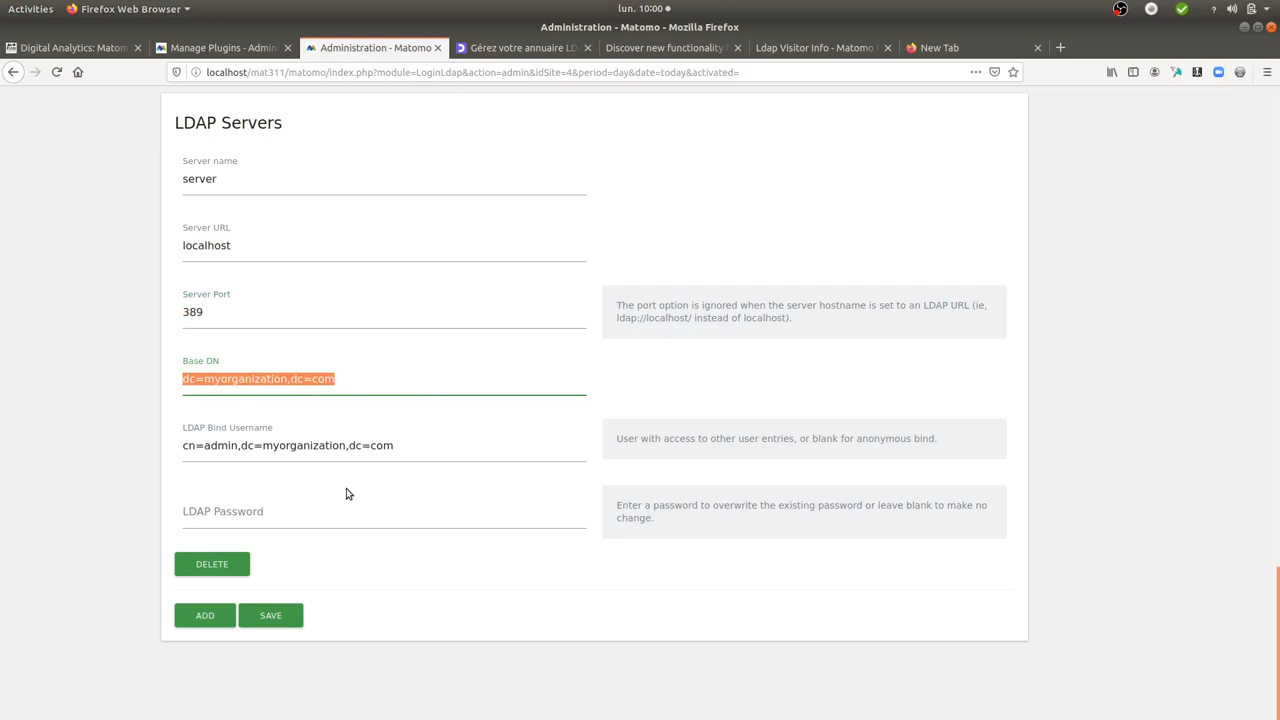 Activities
Firefox Web Browser
lun. 10:00
Administration - Matomo - Mozilla Firefox
Digital Analytics: Matom
Manage Plugins - Admin
Administration - Matomo
Gérez votre annuaire LD
Discover new functionality
Ldap Visitor Info - Matomo
New Tab
localhost/mat311/matomo/index.php?module=LoginLdap&action=admin&idSite=4&period=day&date=today&activated=
LDAP Servers
Server name
server
Server URL
localhost
Server Port
389
The port option is ignored when the server hostname is set to an LDAP URL (ie,
ldap://localhost/ instead of localhost).
Base DN
dc=myorganization,dc=com
LDAP Bind Username
cn=admin,dc=myorganization,dc=com
User with access to other user entries, or blank for anonymous bind.
LDAP Password
Enter a password to overwrite the existing password or leave blank to make no
change.
DELETE
ADD
SAVE